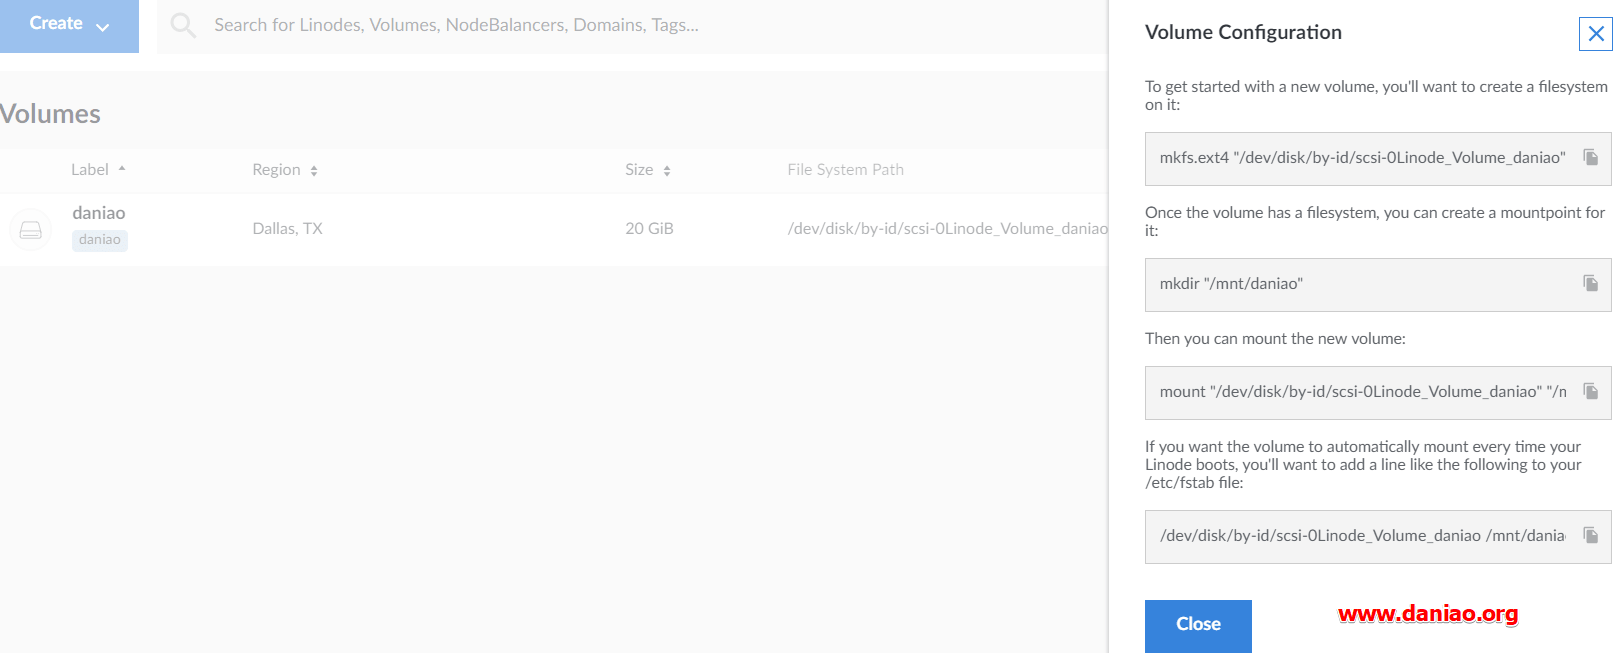 Create
Search for Linodes, Volumes, NodeBalancers, Domains, Tags...
Volumes
Label Region Size File System Path
daniao
daniao
Dallas, TX 20 GiB /dev/disk/by-id/scsi-0Linode_Volume_daniao
Volume Configuration
To get started with a new volume, you'll want to create a filesystem
on it:
mkfs.ext4 "/dev/disk/by-id/scsi-0Linode_Volume_daniao"
Once the volume has a filesystem, you can create a mountpoint for
it:
mkdir "/mnt/daniao"
Then you can mount the new volume:
mount "/dev/disk/by-id/scsi-0Linode_Volume_daniao" "/m
If you want the volume to automatically mount every time your
Linode boots, you'll want to add a line like the following to your
/etc/fstab file:
/dev/disk/by-id/scsi-0Linode_Volume_daniao /mnt/dania
Close
www.daniao.org